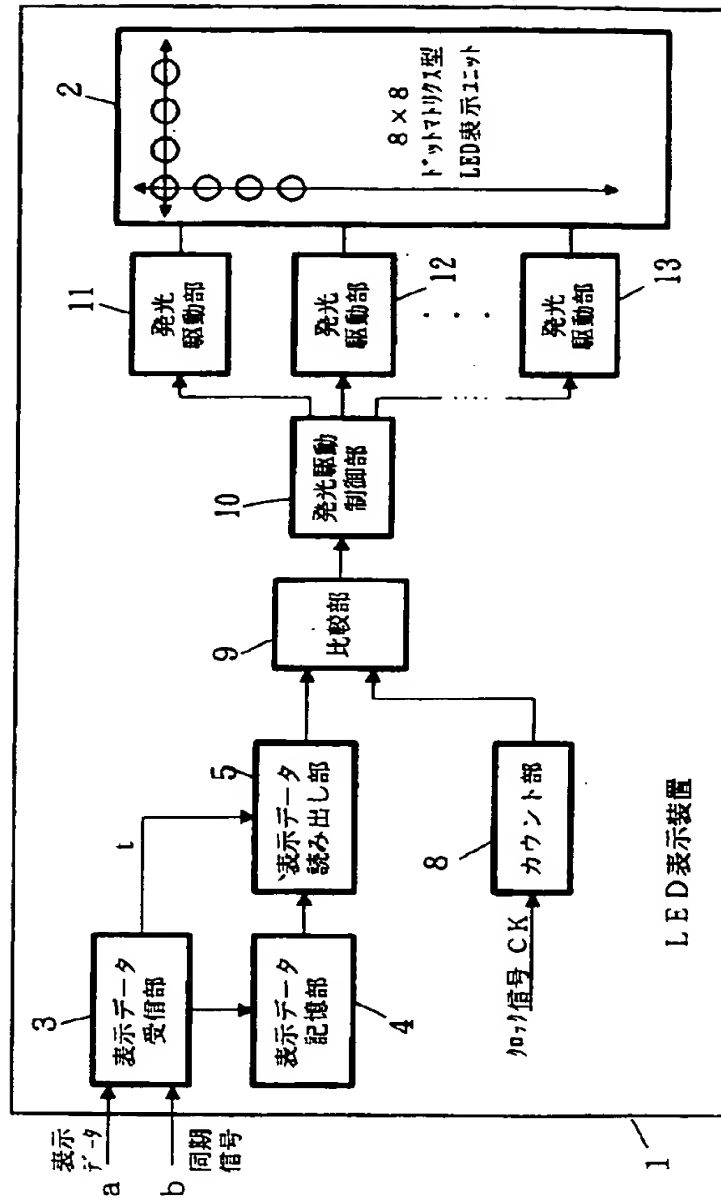 表示
データ
a
b
同期
信号
3
表示データ
受信部
t
表示データ
記憶部
4
5
表示データ
読み出し部
クロック信号 CK
8
カウント部
9
比較部
10
発光駆動
制御部
11
発光
駆動部
発光
駆動部
12
発光
駆動部
13
2
8×8
ドットマトリクス型
LED表示ユニット
LED表示装置
1